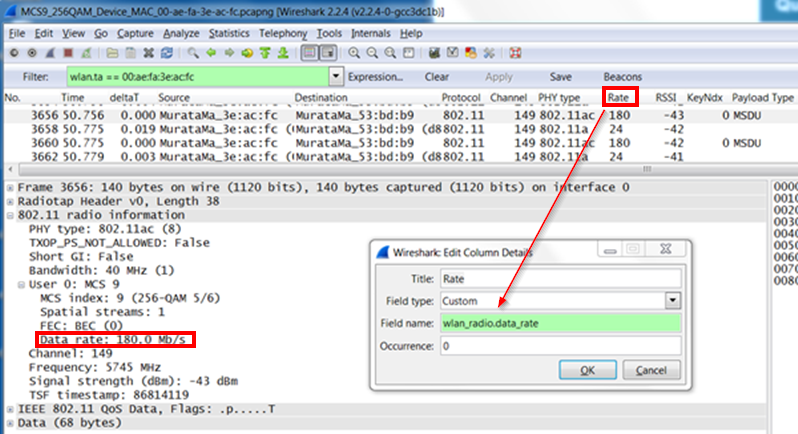 MCS9_256QAM_Device_MAC_00-ae-fa-3e-ac-fc.pcapng [Wireshark 2.2.4 (v2.2.4-0-gcc3dc1b)]
File Edit View Go Capture Analyze Statistics Telephony Tools Internals Help
Filter: wlan.ta == 00:ae:fa:3e:ac:fc Expression... Clear Apply Save Beacons
No. Time deltaT Source Destination Protocol Channel PHY type Rate RSSI KeyNdx Payload Type
3656 50.756 0.000 MurataMa_3e:ac:fc MurataMa_53:bd:b9 802.11 149 802.11ac 180 -43 0 MSDU
3658 50.775 0.019 MurataMa_3e:ac:fc (MurataMa_53:bd:b9 (d8802.11 149 802.11a 24 -42
3660 50.775 0.000 MurataMa_3e:ac:fc MurataMa_53:bd:b9 802.11 149 802.11ac 180 -42 0 MSDU
3662 50.779 0.003 MurataMa_3e:ac:fc (MurataMa_53:bd:b9 (d8802.11 149 802.11a 24 -41
Frame 3656: 140 bytes on wire (1120 bits), 140 bytes captured (1120 bits) on interface 0
Radiotap Header v0, Length 38
802.11 radio information
PHY type: 802.11ac (8)
TXOP_PS_NOT_ALLOWED: False
Short GI: False
Bandwidth: 40 MHz (1)
User 0: MCS 9
MCS index: 9 (256-QAM 5/6)
Spatial streams: 1
FEC: BEC (0)
Data rate: 180.0 Mb/s
Channel: 149
Frequency: 5745 MHz
Signal strength (dBm): -43 dBm
TSF timestamp: 86814119
IEEE 802.11 QoS Data, Flags: .p.....T
Data (68 bytes)
0000
0010
0020
0030
0040
0050
0060
0070
0080
Wireshark: Edit Column Details
Title: Rate
Field type: Custom
Field name: wlan_radio.data_rate
Occurrence: 0
OK Cancel